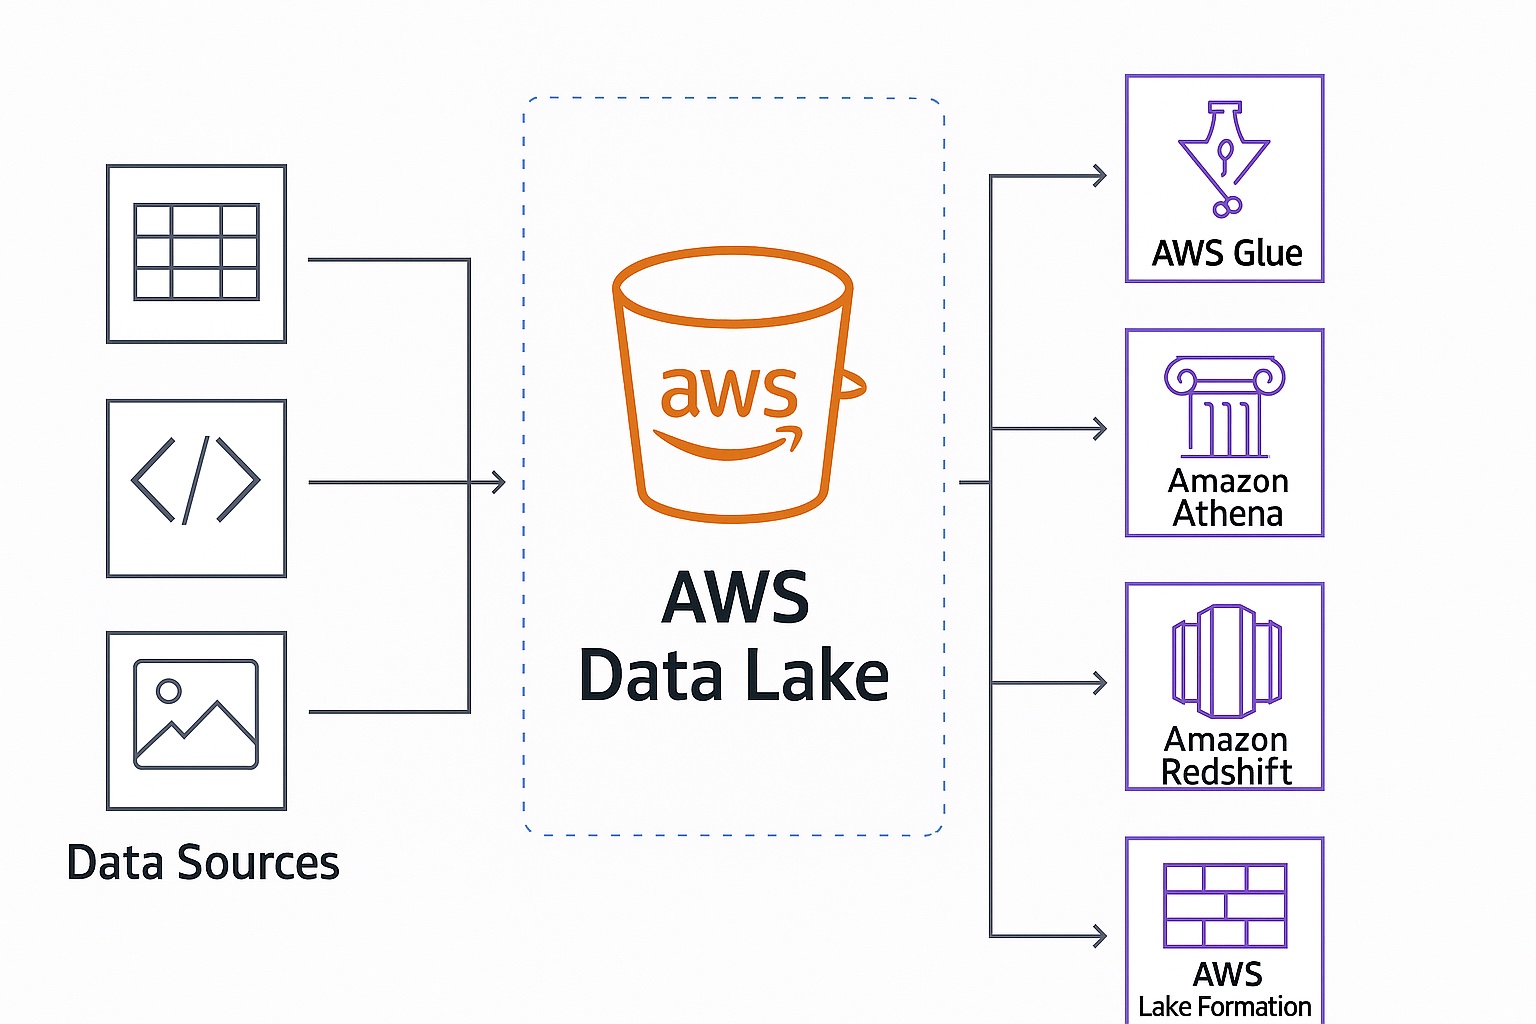 Data Sources
aws
AWS
Data Lake
AWS Glue
Amazon
Athena
Amazon
Redshift
AWS
Lake Formation